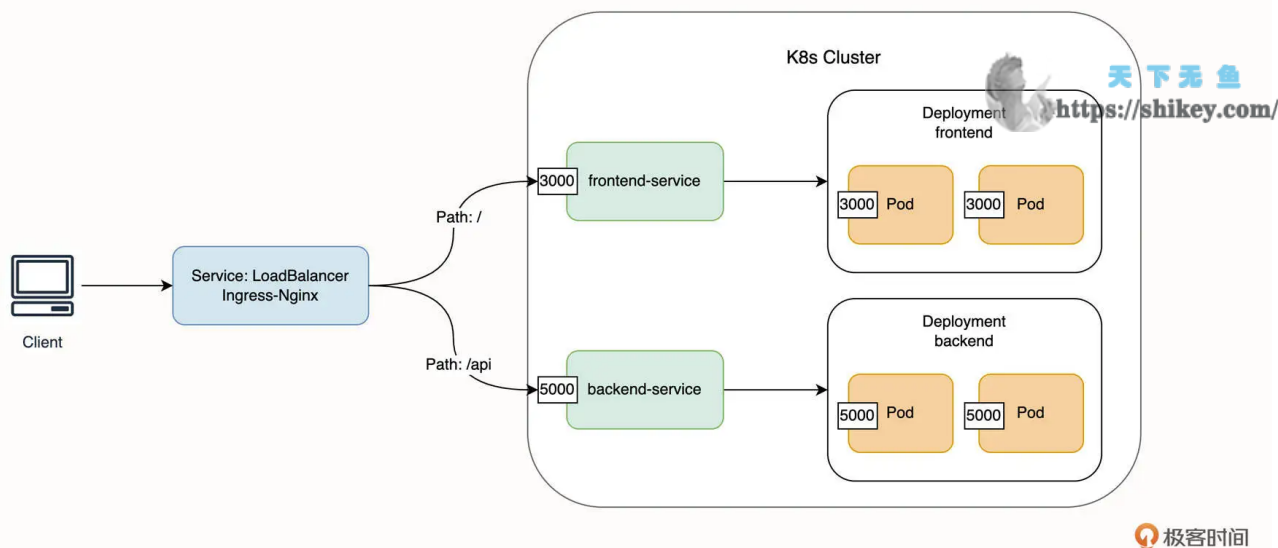 K8s Cluster
天下无鱼
https://shikey.com/
Deployment
frontend
3000
frontend-service
3000
Pod
3000
Pod
Path: /
Service: LoadBalancer
Ingress-Nginx
Client
Path: /api
Deployment
backend
5000
backend-service
5000
Pod
5000
Pod
极客时间